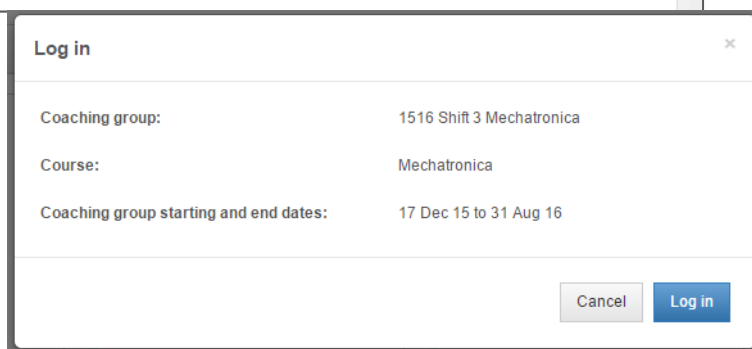 Log in ×
Coaching group: 1516 Shift 3 Mechatronica
Course: Mechatronica
Coaching group starting and end dates: 17 Dec 15 to 31 Aug 16
Cancel Log in